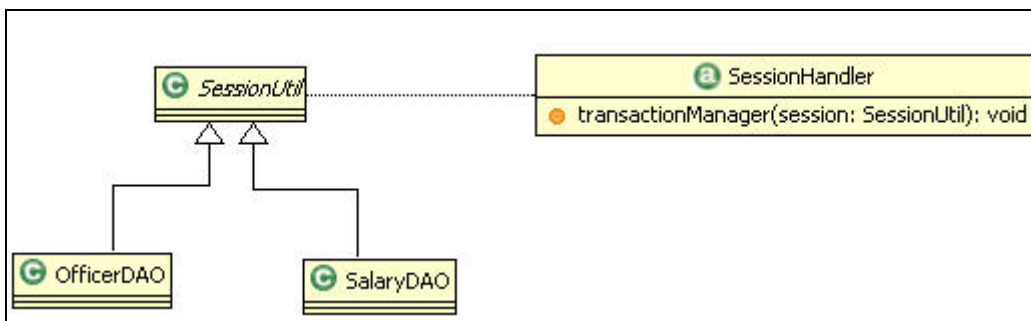 C SessionUtil
a SessionHandler
transactionManager(session: SessionUtil): void
C OfficerDAO
C SalaryDAO